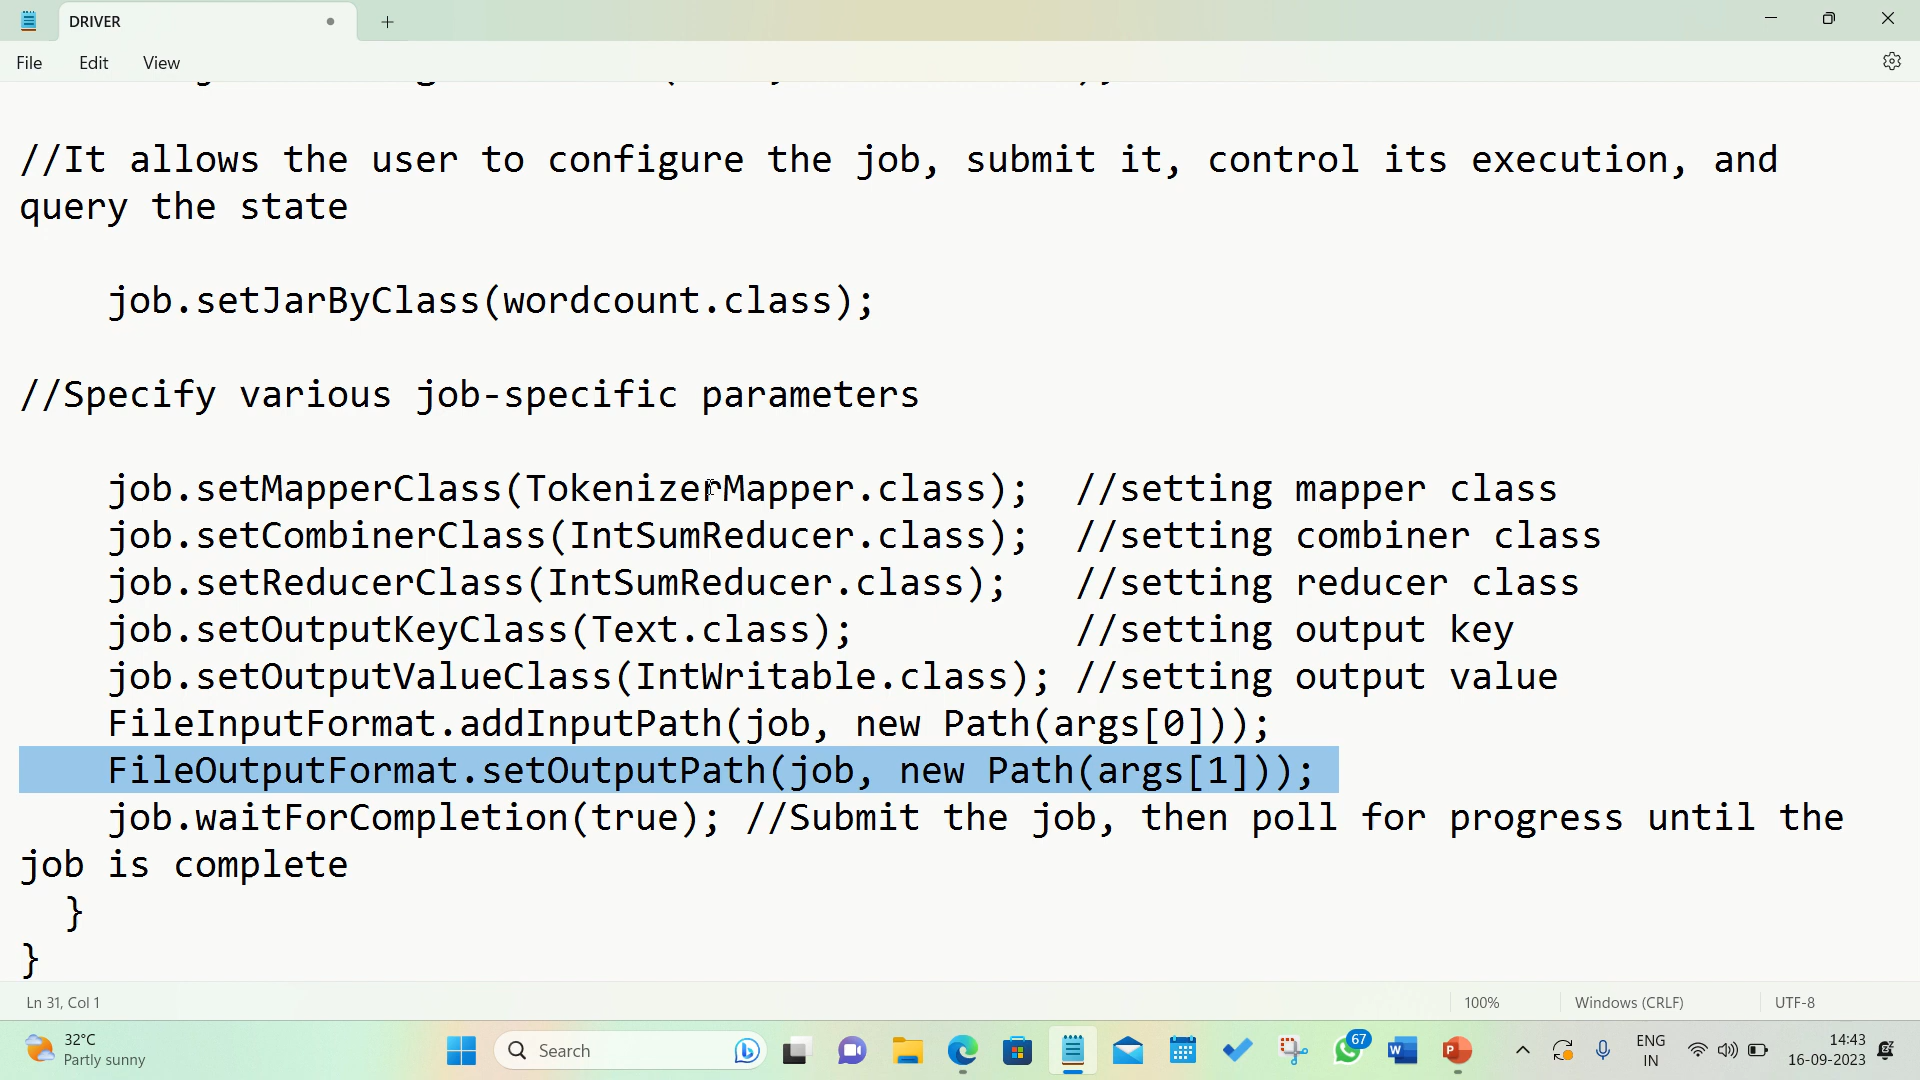 DRIVER
File Edit View
//It allows the user to configure the job, submit it, control its execution, and
query the state
job.setJarByClass(wordcount.class);
//Specify various job-specific parameters
job.setMapperClass(TokenizerMapper.class); //setting mapper class
job.setCombinerClass(IntSumReducer.class); //setting combiner class
job.setReducerClass(IntSumReducer.class); //setting reducer class
job.setOutputKeyClass(Text.class); //setting output key
job.setOutputValueClass(IntWritable.class); //setting output value
FileInputFormat.addInputPath(job, new Path(args[0]));
FileOutputFormat.setOutputPath(job, new Path(args[1]));
job.waitForCompletion(true); //Submit the job, then poll for progress until the
job is complete
}
}
Ln 31, Col 1 100% Windows (CRLF) UTF-8
32°C
Partly sunny
Search
67
ENG
IN
14:43
16-09-2023